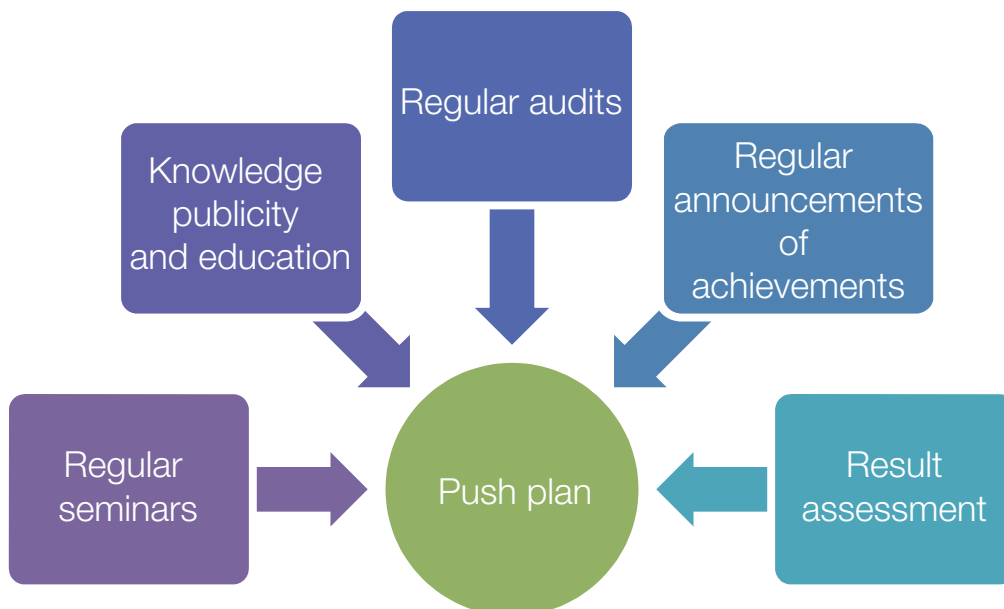 Regular audits
Knowledge
publicity
and education
Regular
announcements
of
achievements
Regular
seminars
Push plan
Result
assessment